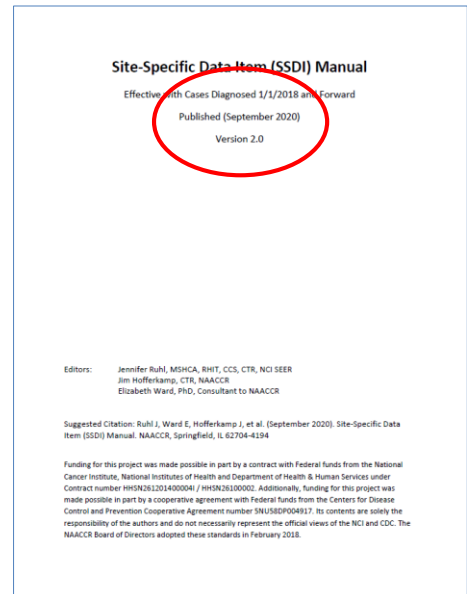 Site-Specific Data Item (SSDI) Manual
Effective with Cases Diagnosed 1/1/2018 and Forward
Published (September 2020)
Version 2.0
Editors: Jennifer Ruhl, MSHCA, RHIT, CCS, CTR, NCI SEER
Jim Hofferkamp, CTR, NAACCR
Elizabeth Ward, PhD, Consultant to NAACCR
Suggested Citation: Ruhl J, Ward E, Hofferkamp J, et al. (September 2020). Site-Specific Data
Item (SSDI) Manual. NAACCR, Springfield, IL 62704-4194
Funding for this project was made possible in part by a contract with Federal funds from the National
Cancer Institute, National Institutes of Health and Department of Health & Human Services under
Contract number HHSN261201400004I / HHSN26100002. Additionally, funding for this project was
made possible in part by a cooperative agreement with Federal funds from the Centers for Disease
Control and Prevention Cooperative Agreement number 5NU58DP004917. Its contents are solely the
responsibility of the authors and do not necessarily represent the official views of the NCI and CDC. The
NAACCR Board of Directors adopted these standards in February 2018.